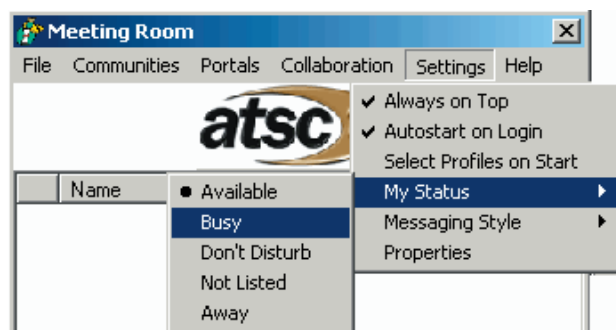 Meeting Room
File Communities Portals Collaboration Settings Help
atsc
Always on Top
Autostart on Login
Select Profiles on Start
My Status
Messaging Style
Properties
Name
Available
Busy
Don't Disturb
Not Listed
Away